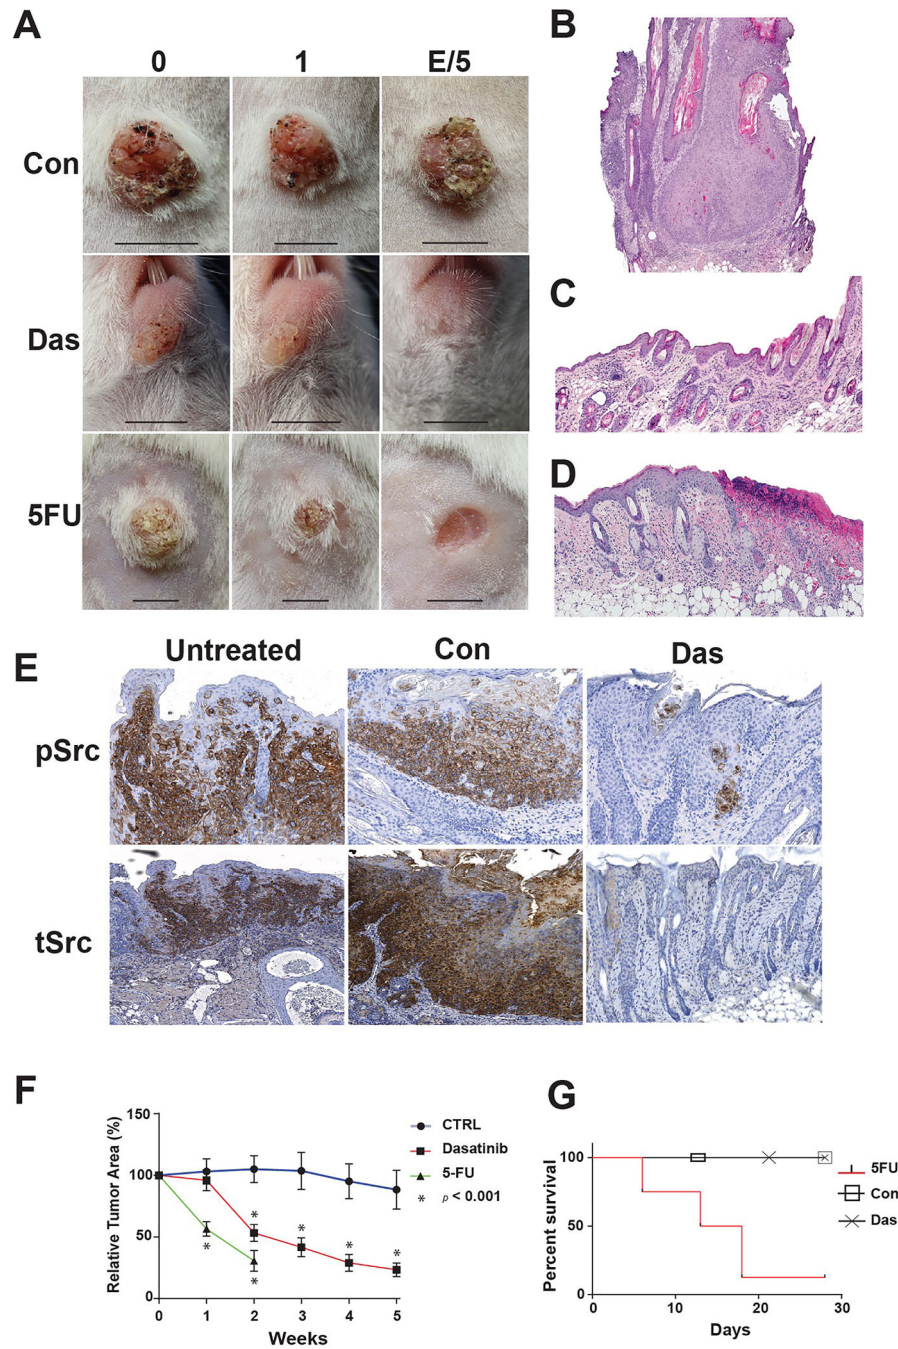 A
0 1 E/5
Con
Das
5FU
B
C
D
E
Untreated Con Das
pSrc
tSrc
F
Relative Tumor Area (%)
150
100
50
0
0 1 2 3 4 5
Weeks
CTRL
Dasatinib
5-FU
* p < 0.001
*
*
*
*
*
*
G
Percent survival
100
50
0
0 10 20 30
Days
5FU
Con
Das